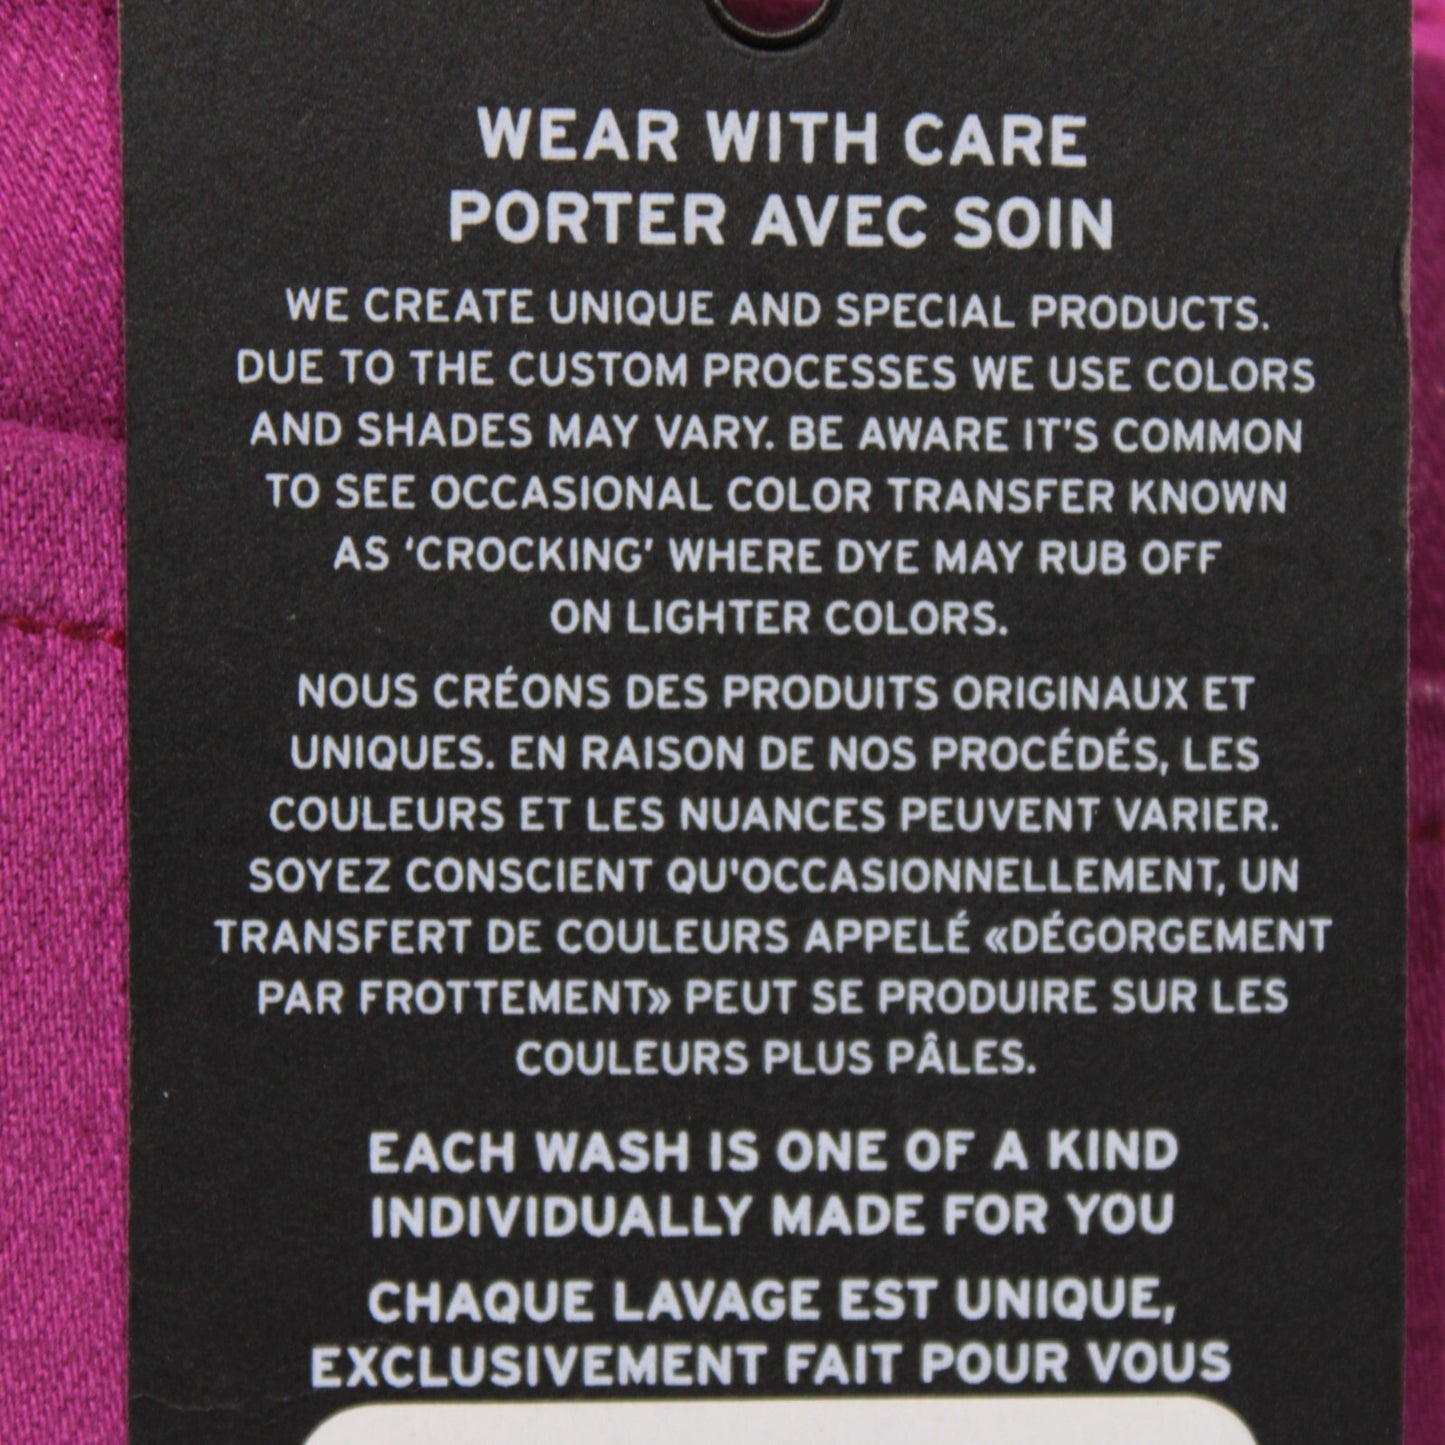 WEAR WITH CARE
PORTER AVEC SOIN
WE CREATE UNIQUE AND SPECIAL PRODUCTS.
DUE TO THE CUSTOM PROCESSES WE USE COLORS
AND SHADES MAY VARY. BE AWARE IT'S COMMON
TO SEE OCCASIONAL COLOR TRANSFER KNOWN
AS ‘CROCKING’ WHERE DYE MAY RUB OFF
ON LIGHTER COLORS.
NOUS CRÉONS DES PRODUITS ORIGINAUX ET
UNIQUES. EN RAISON DE NOS PROCÉDÉS, LES
COULEURS ET LES NUANCES PEUVENT VARIER.
SOYEZ CONSCIENT QU'OCCASIONNELLEMENT, UN
TRANSFERT DE COULEURS APPELÉ «DÉGORGEMENT
PAR FROTTEMENT» PEUT SE PRODUIRE SUR LES
COULEURS PLUS PÂLES.
EACH WASH IS ONE OF A KIND
INDIVIDUALLY MADE FOR YOU
CHAQUE LAVAGE EST UNIQUE,
EXCLUSIVEMENT FAIT POUR VOUS